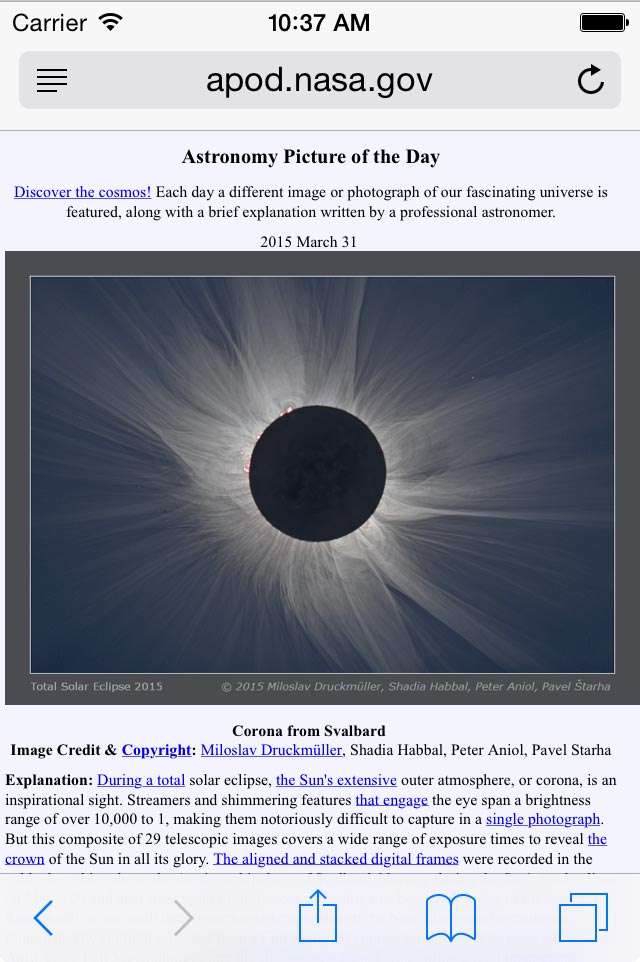 Carrier 10:37 AM
apod.nasa.gov
Astronomy Picture of the Day
Discover the cosmos! Each day a different image or photograph of our fascinating universe is
featured, along with a brief explanation written by a professional astronomer.
2015 March 31
Total Solar Eclipse 2015 © 2015 Miloslav Druckmüller, Shadia Habbal, Peter Aniol, Pavel Štarha
Corona from Svalbard
Image Credit & Copyright: Miloslav Druckmüller, Shadia Habbal, Peter Aniol, Pavel Starha
Explanation: During a total solar eclipse, the Sun's extensive outer atmosphere, or corona, is an
inspirational sight. Streamers and shimmering features that engage the eye span a brightness
range of over 10,000 to 1, making them notoriously difficult to capture in a single photograph.
But this composite of 29 telescopic images covers a wide range of exposure times to reveal the
crown of the Sun in all its glory. The aligned and stacked digital frames were recorded in the